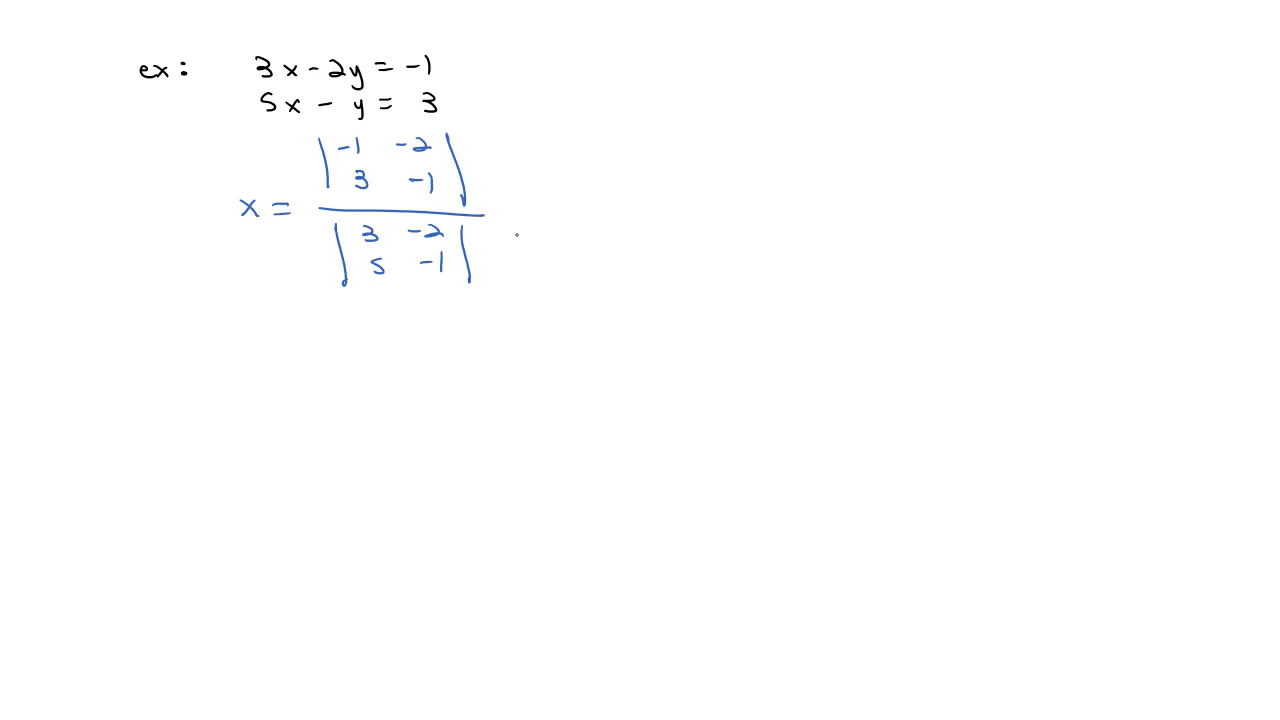 ex: 3x - 2y = -1
5x - y = 3
| -1 -2 |
| 3 -1 |
x =
| 3 -2 |
| 5 -1 |